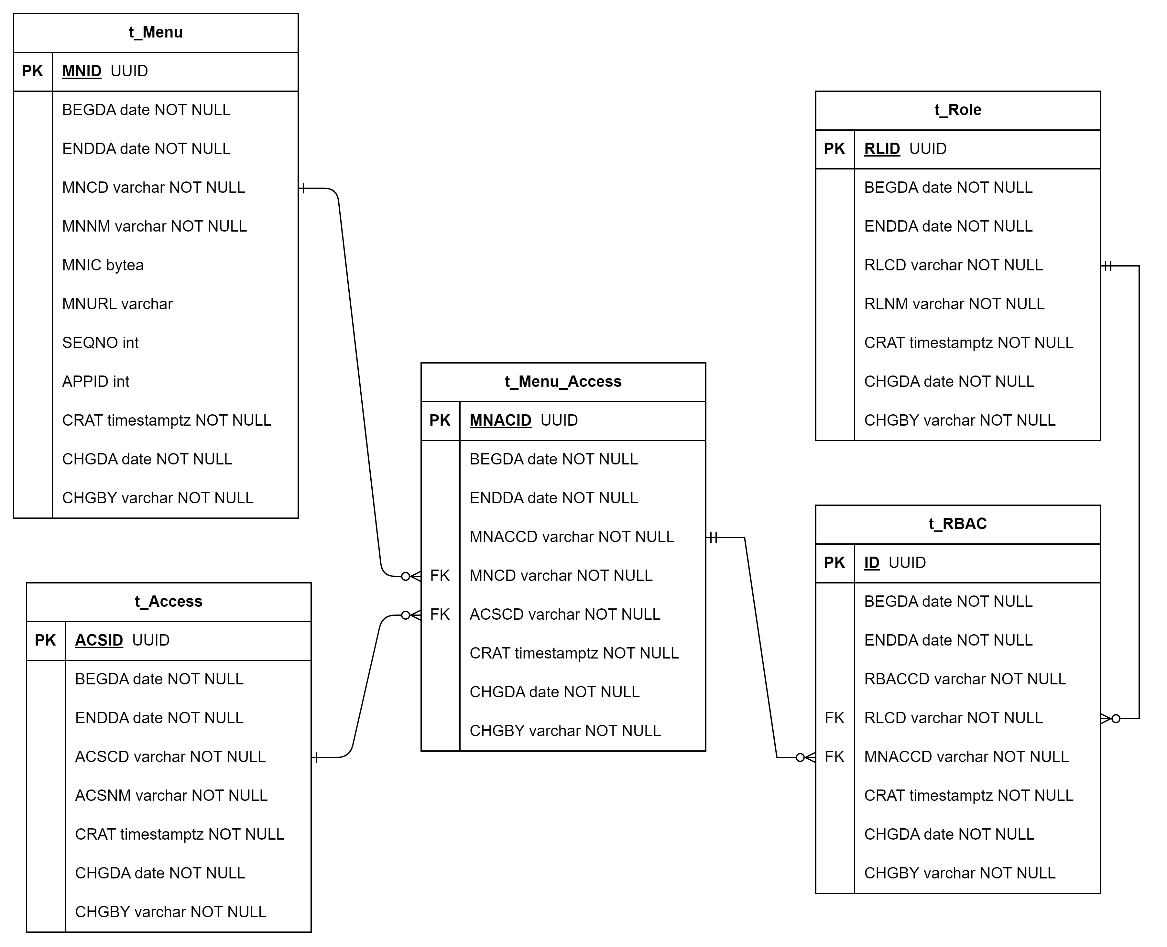 t_Menu
PK MNID UUID
BEGDA date NOT NULL
ENDDA date NOT NULL
MNCD varchar NOT NULL
MNNM varchar NOT NULL
MNIC bytea
MNURL varchar
SEQNO int
APPID int
CRAT timestamptz NOT NULL
CHGDA date NOT NULL
CHGBY varchar NOT NULL
t_Access
PK ACSID UUID
BEGDA date NOT NULL
ENDDA date NOT NULL
ACSCD varchar NOT NULL
ACSNM varchar NOT NULL
CRAT timestamptz NOT NULL
CHGDA date NOT NULL
CHGBY varchar NOT NULL
t_Menu_Access
PK MNACID UUID
BEGDA date NOT NULL
ENDDA date NOT NULL
MNACCD varchar NOT NULL
FK MNCD varchar NOT NULL
FK ACSCD varchar NOT NULL
CRAT timestamptz NOT NULL
CHGDA date NOT NULL
CHGBY varchar NOT NULL
t_Role
PK RLID UUID
BEGDA date NOT NULL
ENDDA date NOT NULL
RLCD varchar NOT NULL
RLNM varchar NOT NULL
CRAT timestamptz NOT NULL
CHGDA date NOT NULL
CHGBY varchar NOT NULL
t_RBAC
PK ID UUID
BEGDA date NOT NULL
ENDDA date NOT NULL
RBACCD varchar NOT NULL
FK RLCD varchar NOT NULL
FK MNACCD varchar NOT NULL
CRAT timestamptz NOT NULL
CHGDA date NOT NULL
CHGBY varchar NOT NULL